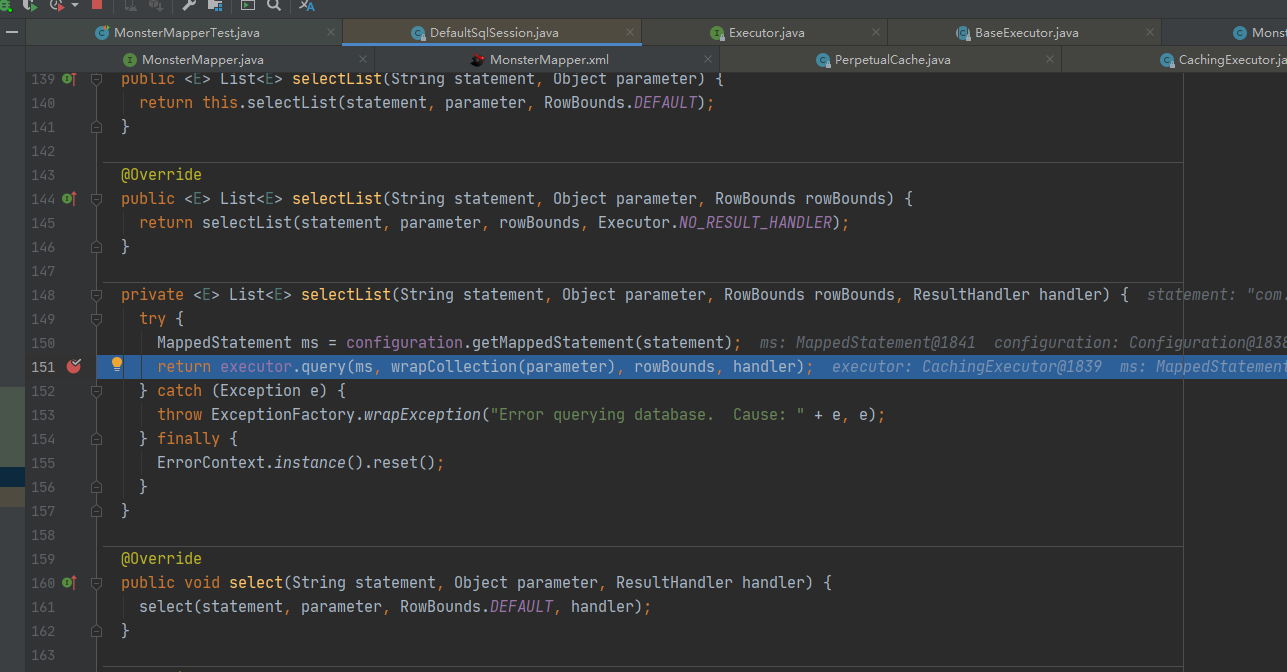 MonsterMapperTest.java DefaultSqlSession.java Executor.java BaseExecutor.java Monst
MonsterMapper.java MonsterMapper.xml PerpetualCache.java CachingExecutor.ja
139 public <E> List<E> selectList(String statement, Object parameter) {
140 return this.selectList(statement, parameter, RowBounds.DEFAULT);
141 }
142
143 @Override
144 public <E> List<E> selectList(String statement, Object parameter, RowBounds rowBounds) {
145 return selectList(statement, parameter, rowBounds, Executor.NO_RESULT_HANDLER);
146 }
147
148 private <E> List<E> selectList(String statement, Object parameter, RowBounds rowBounds, ResultHandler handler) { statement: "com.
149 try {
150 MappedStatement ms = configuration.getMappedStatement(statement); ms: MappedStatement@1841 configuration: Configuration@1838
151 return executor.query(ms, wrapCollection(parameter), rowBounds, handler); executor: CachingExecutor@1839 ms: MappedStatement
152 } catch (Exception e) {
153 throw ExceptionFactory.wrapException("Error querying database.  Cause: " + e, e);
154 } finally {
155 ErrorContext.instance().reset();
156 }
157 }
158
159 @Override
160 public void select(String statement, Object parameter, ResultHandler handler) {
161 select(statement, parameter, RowBounds.DEFAULT, handler);
162 }
163